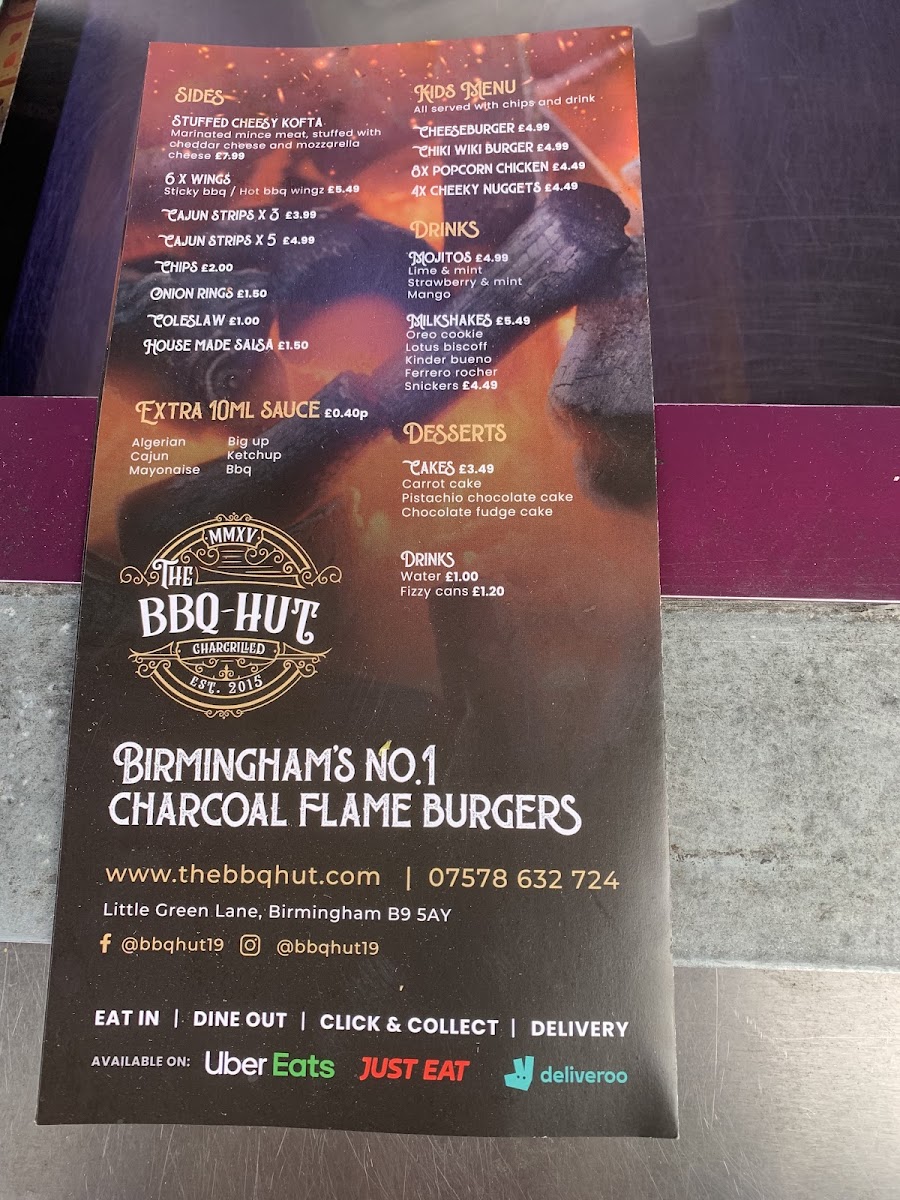 SIDES
STUFFED CHEESY KOFTA
Marinated mince meat, stuffed with
cheddar cheese and mozzarella
cheese £7.99
6 X WINGS
Sticky bbq / Hot bbq wingz £5.49
CAJUN STRIPS X 3 £3.99
CAJUN STRIPS X 5 £4.99
CHIPS £2.00
ONION RINGS £1.50
COLESLAW £1.00
HOUSE MADE SALSA £1.50
EXTRA 10ML SAUCE £0.40p
Algerian
Cajun
Mayonaise
Big up
Ketchup
Bbq
KIDS MENU
All served with chips and drink
CHEESEBURGER £4.99
CHIKI WIKI BURGER £4.99
8X POPCORN CHICKEN £4.49
4X CHEEKY NUGGETS £4.49
DRINKS
MOJITOS £4.99
Lime & mint
Strawberry & mint
Mango
MILKSHAKES £5.49
Oreo cookie
Lotus biscoff
Kinder bueno
Ferrero rocher
Snickers £4.49
DESSERTS
CAKES £3.49
Carrot cake
Pistachio chocolate cake
Chocolate fudge cake
DRINKS
Water £1.00
Fizzy cans £1.20
MMXV
THE
BBQ-HUT
CHARGRILLED
EST. 2015
BIRMINGHAM'S NO.1
CHARCOAL FLAME BURGERS
www.thebbqhut.com | 07578 632 724
Little Green Lane, Birmingham B9 5AY
@bbqhut19 @bbqhut19
EAT IN | DINE OUT | CLICK & COLLECT | DELIVERY
AVAILABLE ON: Uber Eats JUST EAT deliveroo